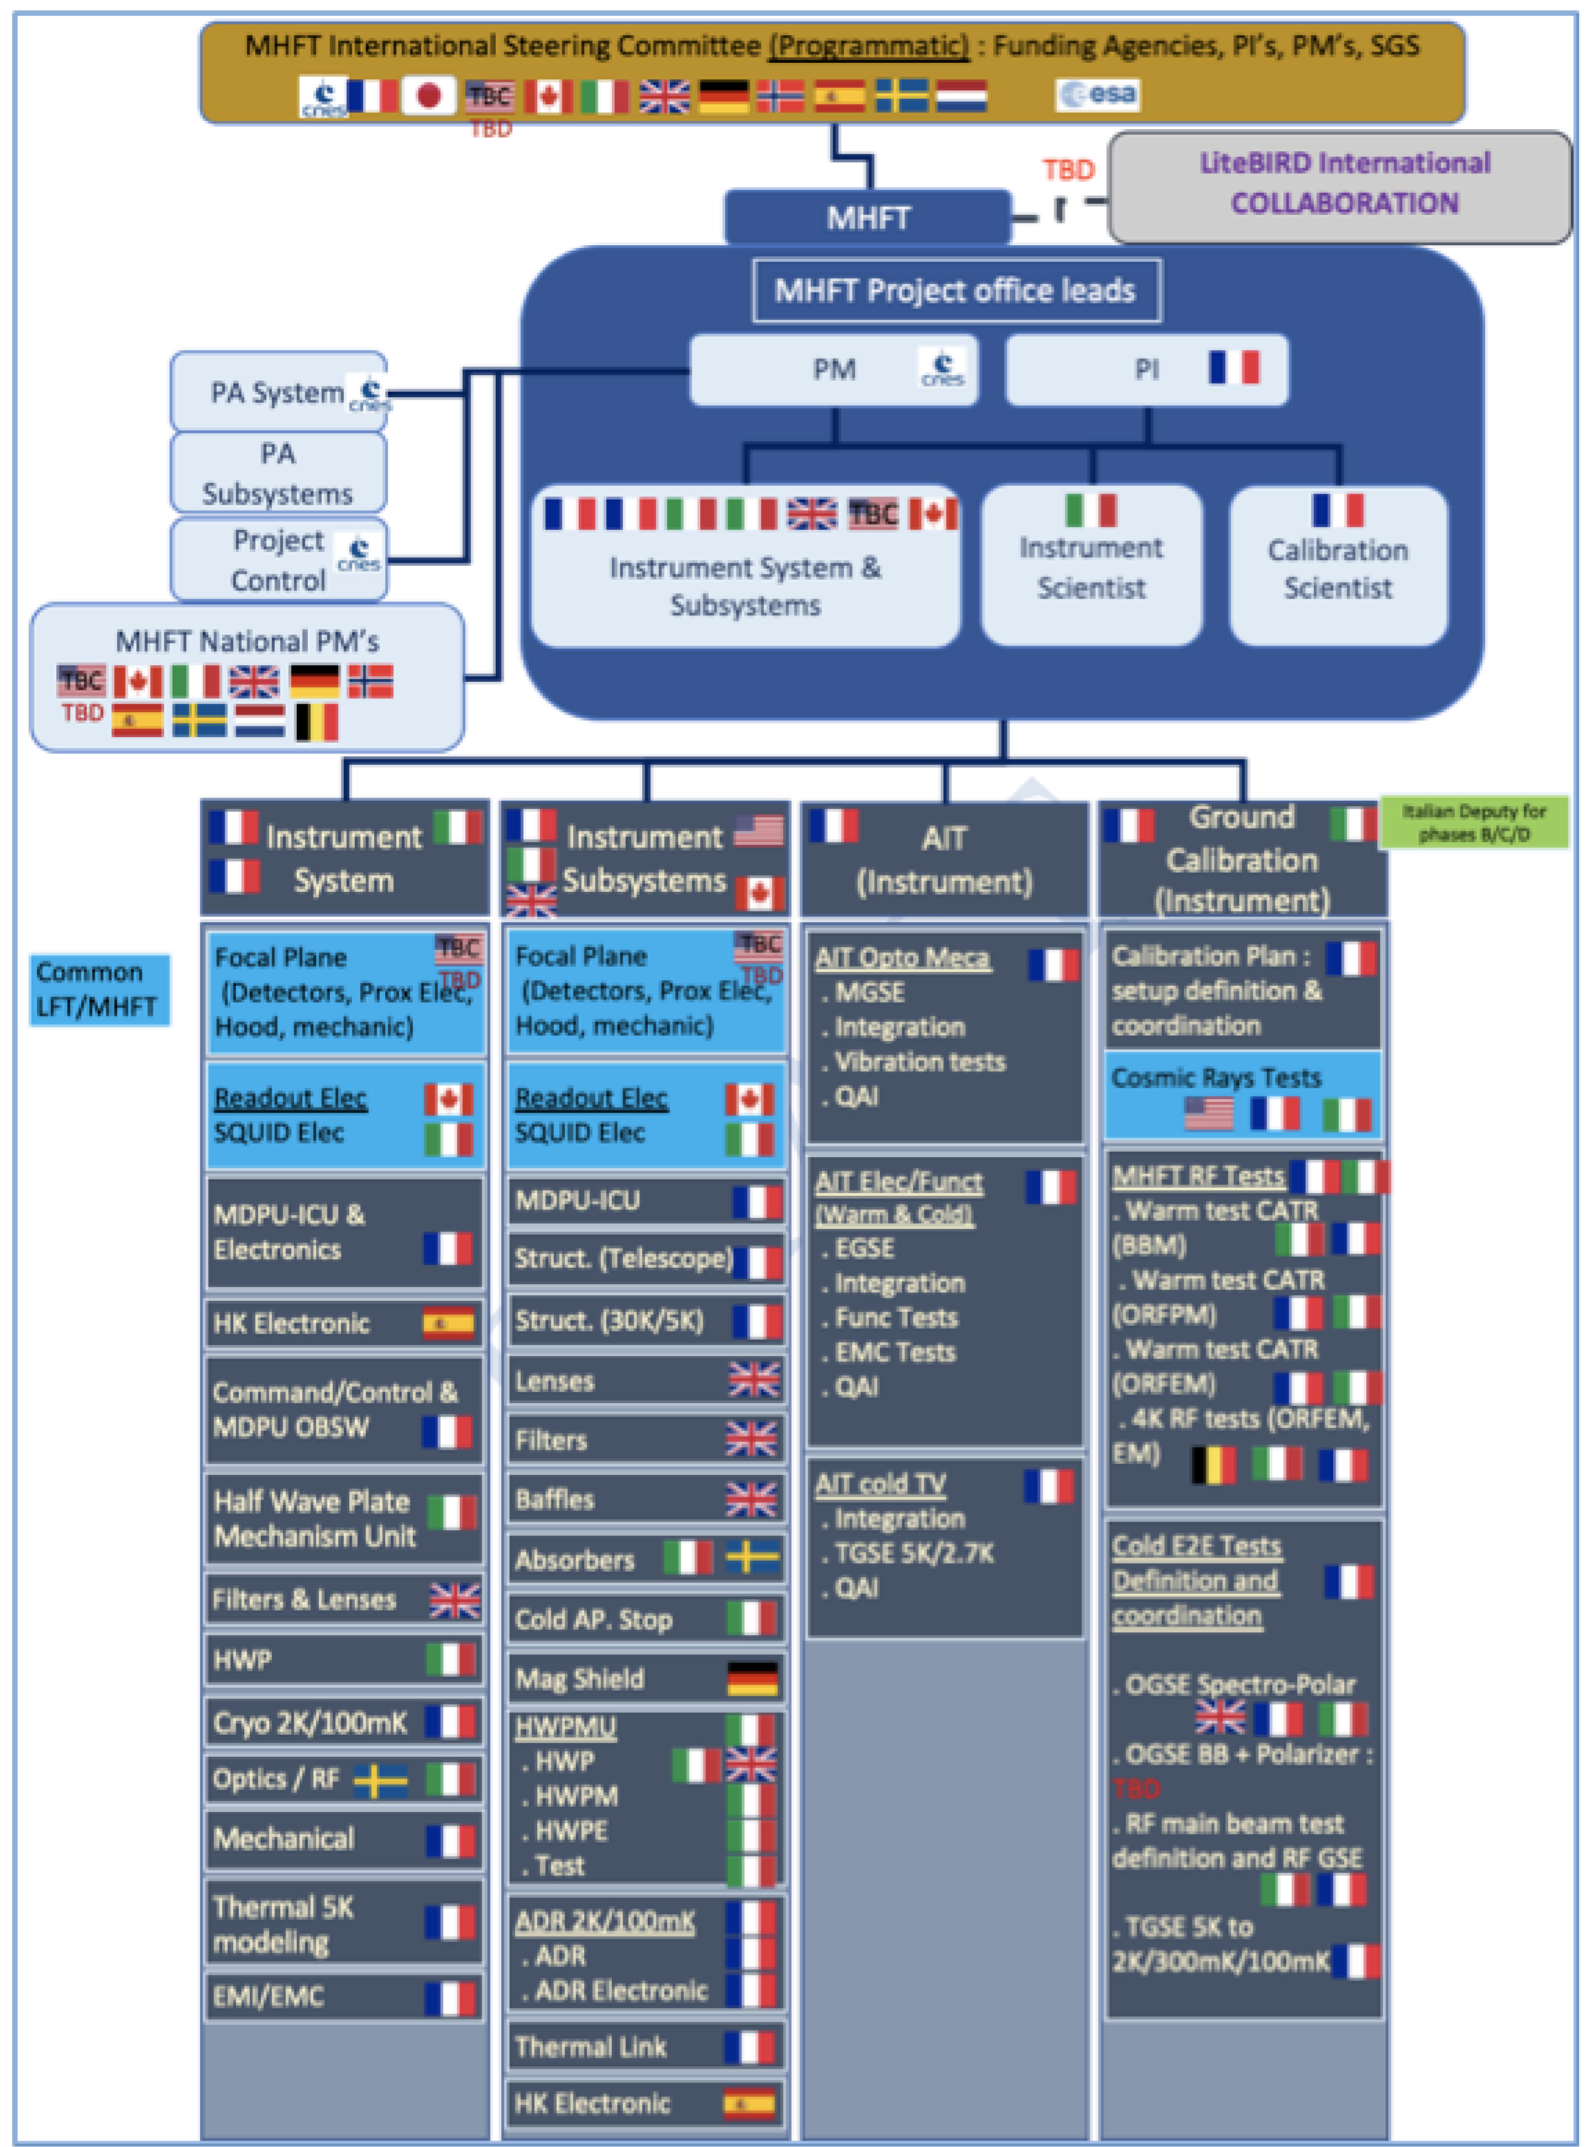 MHFT International Steering Committee (Programmatic) : Funding Agencies, PI's, PM's, SGS
cnes
TBC
esa
TBD
TBD
LiteBIRD International
COLLABORATION
MHFT
MHFT Project office leads
PM
cnes
PI
PA System
cnes
PA
Subsystems
Project
Control
cnes
Instrument System &
Subsystems
TBC
Instrument
Scientist
Calibration
Scientist
MHFT National PM's
TBC
TBD
Instrument
System
Instrument
Subsystems
AIT
(Instrument)
Ground
Calibration
(Instrument)
Italian Deputy for
phases B/C/D
Common
LFT/MHFT
Focal Plane
TBC
TBD
(Detectors, Prox Elec,
Hood, mechanic)
Readout Elec
SQUID Elec
MDPU-ICU &
Electronics
HK Electronic
Command/Control &
MDPU OBSW
Half Wave Plate
Mechanism Unit
Filters & Lenses
HWP
Cryo 2K/100mK
Optics / RF
Mechanical
Thermal 5K
modeling
EMI/EMC
Focal Plane
TBC
TBD
(Detectors, Prox Elec,
Hood, mechanic)
Readout Elec
SQUID Elec
MDPU-ICU
Struct. (Telescope)
Struct. (30K/5K)
Lenses
Filters
Baffles
Absorbers
Cold AP. Stop
Mag Shield
HWPMU
. HWP
. HWPM
. HWPE
. Test
ADR 2K/100mK
. ADR
. ADR Electronic
Thermal Link
HK Electronic
AIT Opto Meca
. MGSE
. Integration
. Vibration tests
. QAI
AIT Elec/Funct
(Warm & Cold)
. EGSE
. Integration
. Func Tests
. EMC Tests
. QAI
AIT cold TV
. Integration
. TGSE 5K/2.7K
. QAI
Calibration Plan :
setup definition &
coordination
Cosmic Rays Tests
MHFT RF Tests
. Warm test CATR
(BBM)
. Warm test CATR
(ORFPM)
. Warm test CATR
(ORFEM)
. 4K RF tests (ORFEM,
EM)
Cold E2E Tests
Definition and
coordination
. OGSE Spectro-Polar
. OGSE BB + Polarizer :
TBD
. RF main beam test
definition and RF GSE
. TGSE 5K to
2K/300mK/100mK